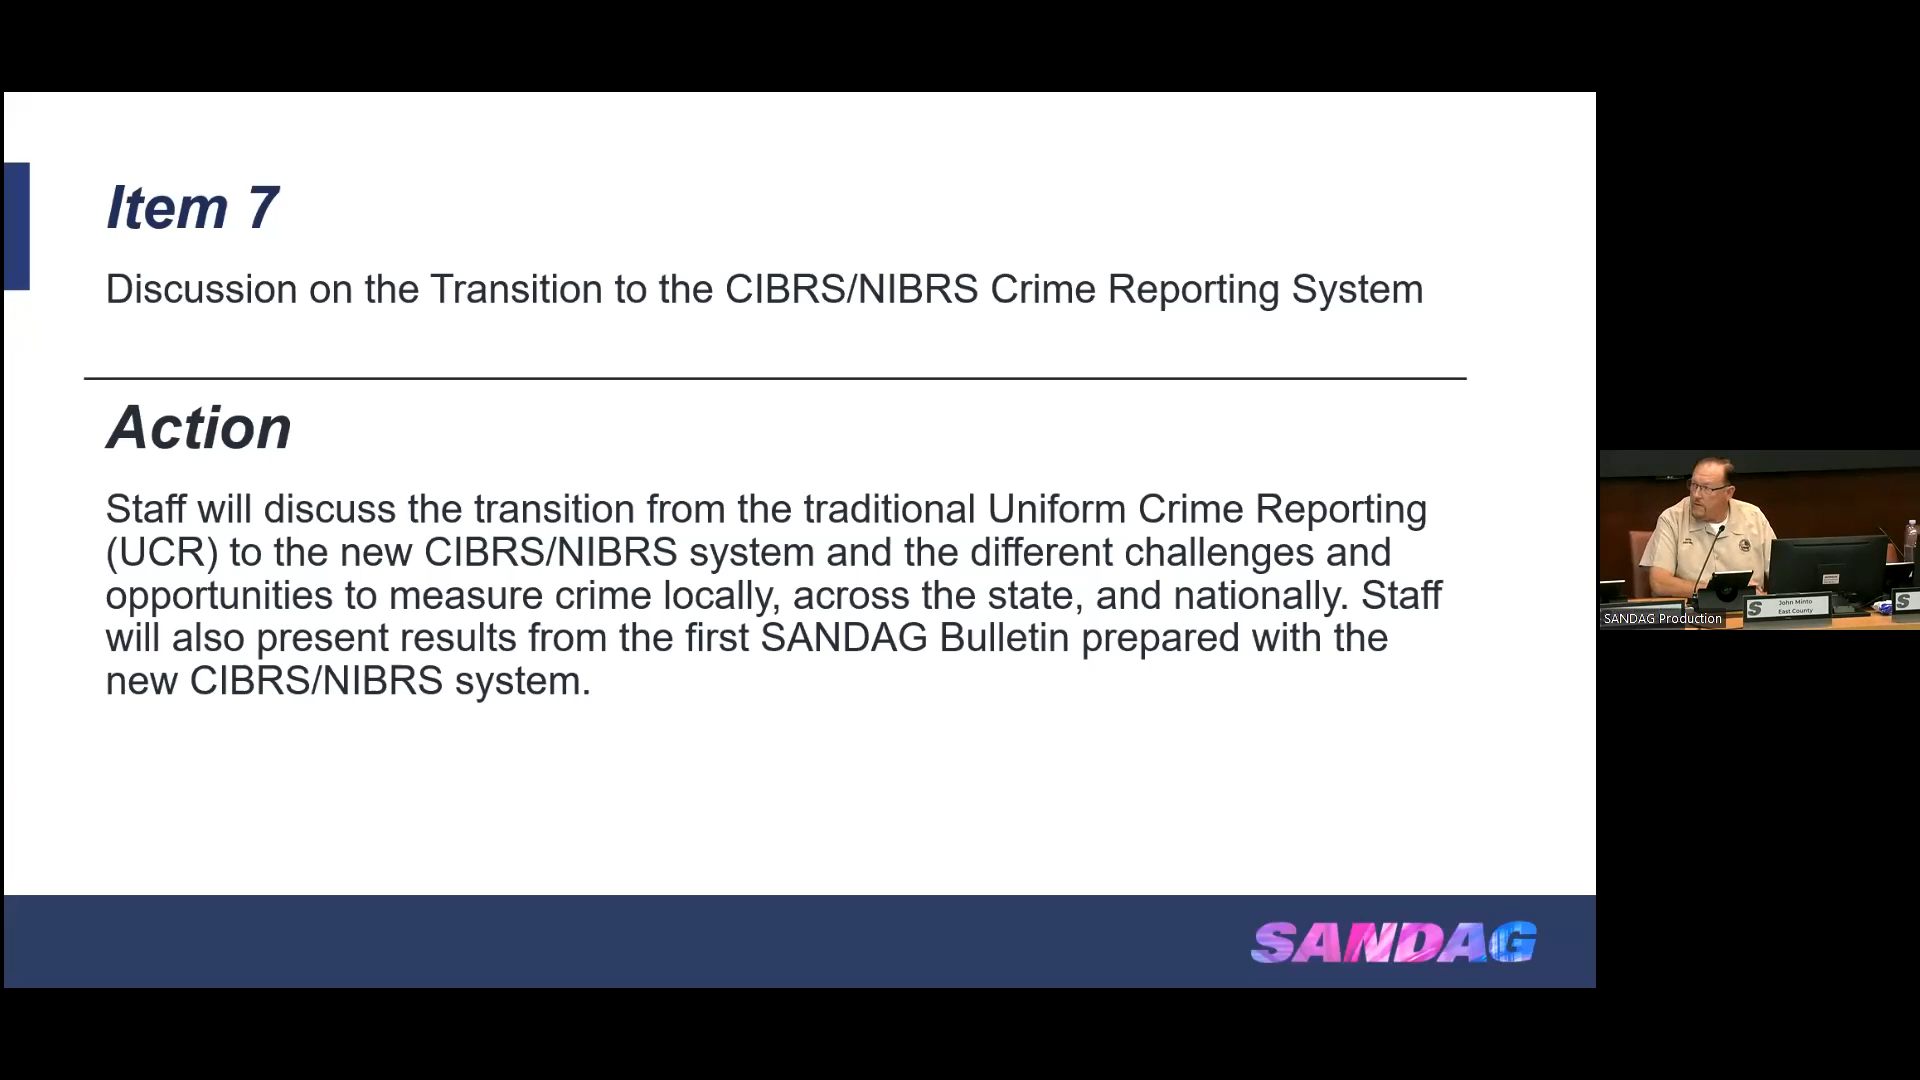 Item 7
Discussion on the Transition to the CIBRS/NIBRS Crime Reporting System
Action
Staff will discuss the transition from the traditional Uniform Crime Reporting
(UCR) to the new CIBRS/NIBRS system and the different challenges and
opportunities to measure crime locally, across the state, and nationally. Staff
will also present results from the first SANDAG Bulletin prepared with the
new CIBRS/NIBRS system.
SANDAG
John Minto
East County
SANDAG Production